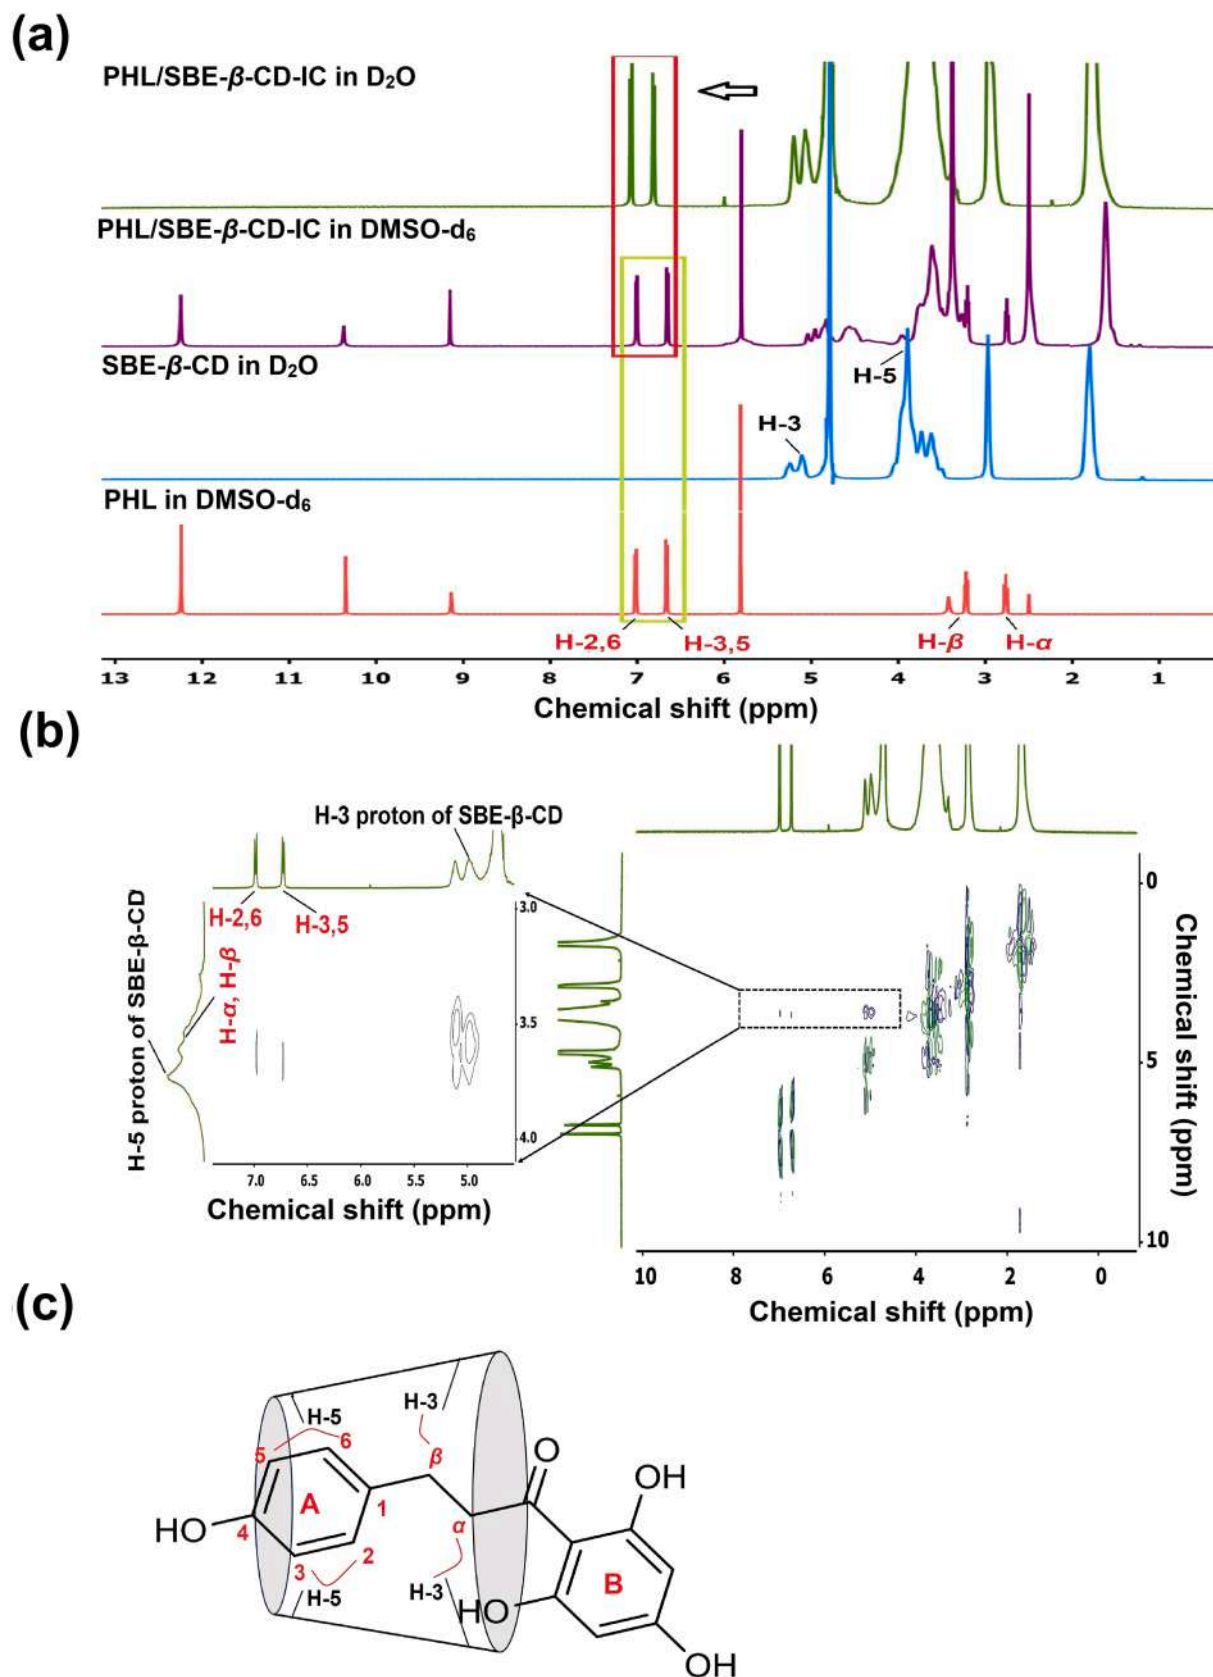 (a)
PHL/SBE-β-CD-IC in D₂O
PHL/SBE-β-CD-IC in DMSO-d₆
SBE-β-CD in D₂O
H-5
H-3
PHL in DMSO-d₆
H-2,6
H-3,5
H-β
H-α
13 12 11 10 9 8 7 6 5 4 3 2 1
Chemical shift (ppm)
(b)
H-3 proton of SBE-β-CD
H-5 proton of SBE-β-CD
H-α, H-β
H-2,6
H-3,5
3.0
3.5
4.0
7.0 6.5 6.0 5.5 5.0
Chemical shift (ppm)
0
5
10
Chemical shift (ppm)
10 8 6 4 2 0
Chemical shift (ppm)
(c)
H-3
H-5
5
6
β
O
OH
A
1
HO
4
α
2
3
H-5
H-3
B
HO
OH